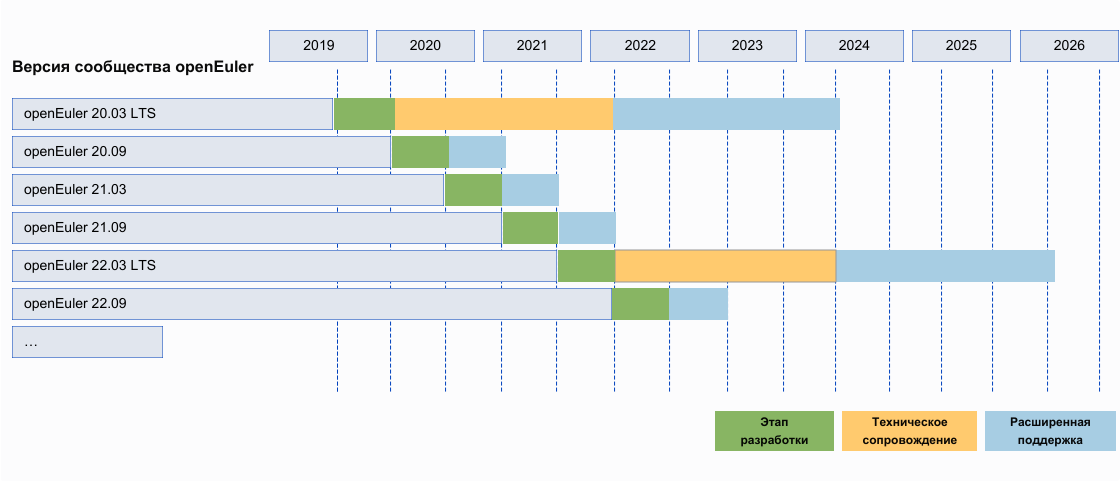 2019 2020 2021 2022 2023 2024 2025 2026
Версия сообщества openEuler
openEuler 20.03 LTS
openEuler 20.09
openEuler 21.03
openEuler 21.09
openEuler 22.03 LTS
openEuler 22.09
...
Этап
разработки
Техническое
сопровождение
Расширенная
поддержка